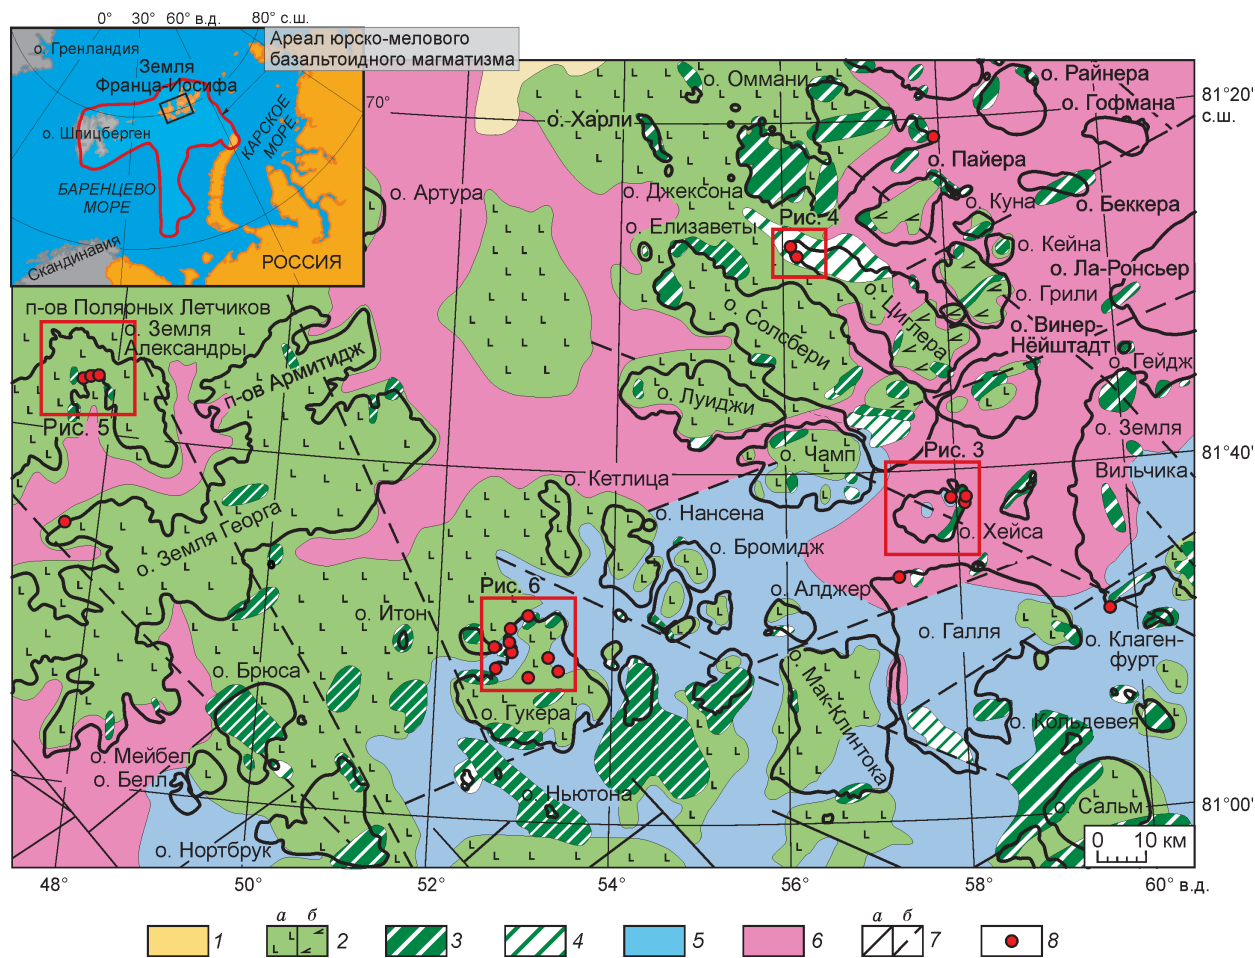 0° 30° 60° в.д. 80° с.ш.
Ареал юрско-мелового
базальтоидного магматизма
о. Гренландия
Земля
Франца-Иосифа
о. Шпицберген
КАРСКОЕ
МОРЕ
БАРЕНЦЕВО
МОРЕ
Скандинавия
РОССИЯ
70°
81°20'
с.ш.
81°40'
81°00'
о. Оммани
о. Райнера
о. Гофмана
о. Харли
о. Пайера
о. Артура
о. Джексона
о. Куна
о. Беккера
Рис. 4
о. Елизаветы
о. Кейна
о. Ла-Ронсьер
о. Грили
о. Циглера
о. Солсбери
о. Винер-
Нёйштадт
о. Гейдж
п-ов Полярных Летчиков
о. Земля
Александры
п-ов Армитидж
Рис. 5
о. Луиджи
о. Земля
Вильчика
о. Чамп
Рис. 3
о. Кетлица
о. Нансена
о. Хейса
о. Земля Георга
о. Бромидж
Рис. 6
о. Алджер
о. Итон
о. Галля
о. Клаген-
фурт
о. Брюса
о. Мак-Клинтока
о. Гукера
о. Кольдевея
о. Мейбел
о. Белл
о. Ньютона
о. Сальм
о. Нортбрук
0 10 км
48° 50° 52° 54° 56° 58° 60° в.д.
а б
а б
1 2 3 4 5 6 7 8